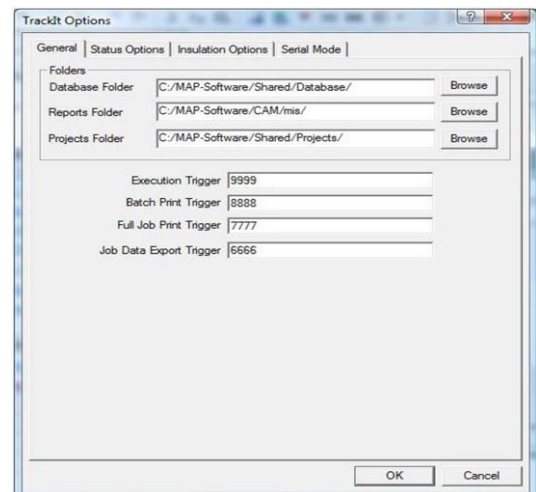 TrackIt Options
General Status Options Insulation Options Serial Mode
Folders
Database Folder C:/MAP-Software/Shared/Database/ Browse
Reports Folder C:/MAP-Software/CAM/mis/ Browse
Projects Folder C:/MAP-Software/Shared/Projects/ Browse
Execution Trigger 9999
Batch Print Trigger 8888
Full Job Print Trigger 7777
Job Data Export Trigger 6666
OK Cancel